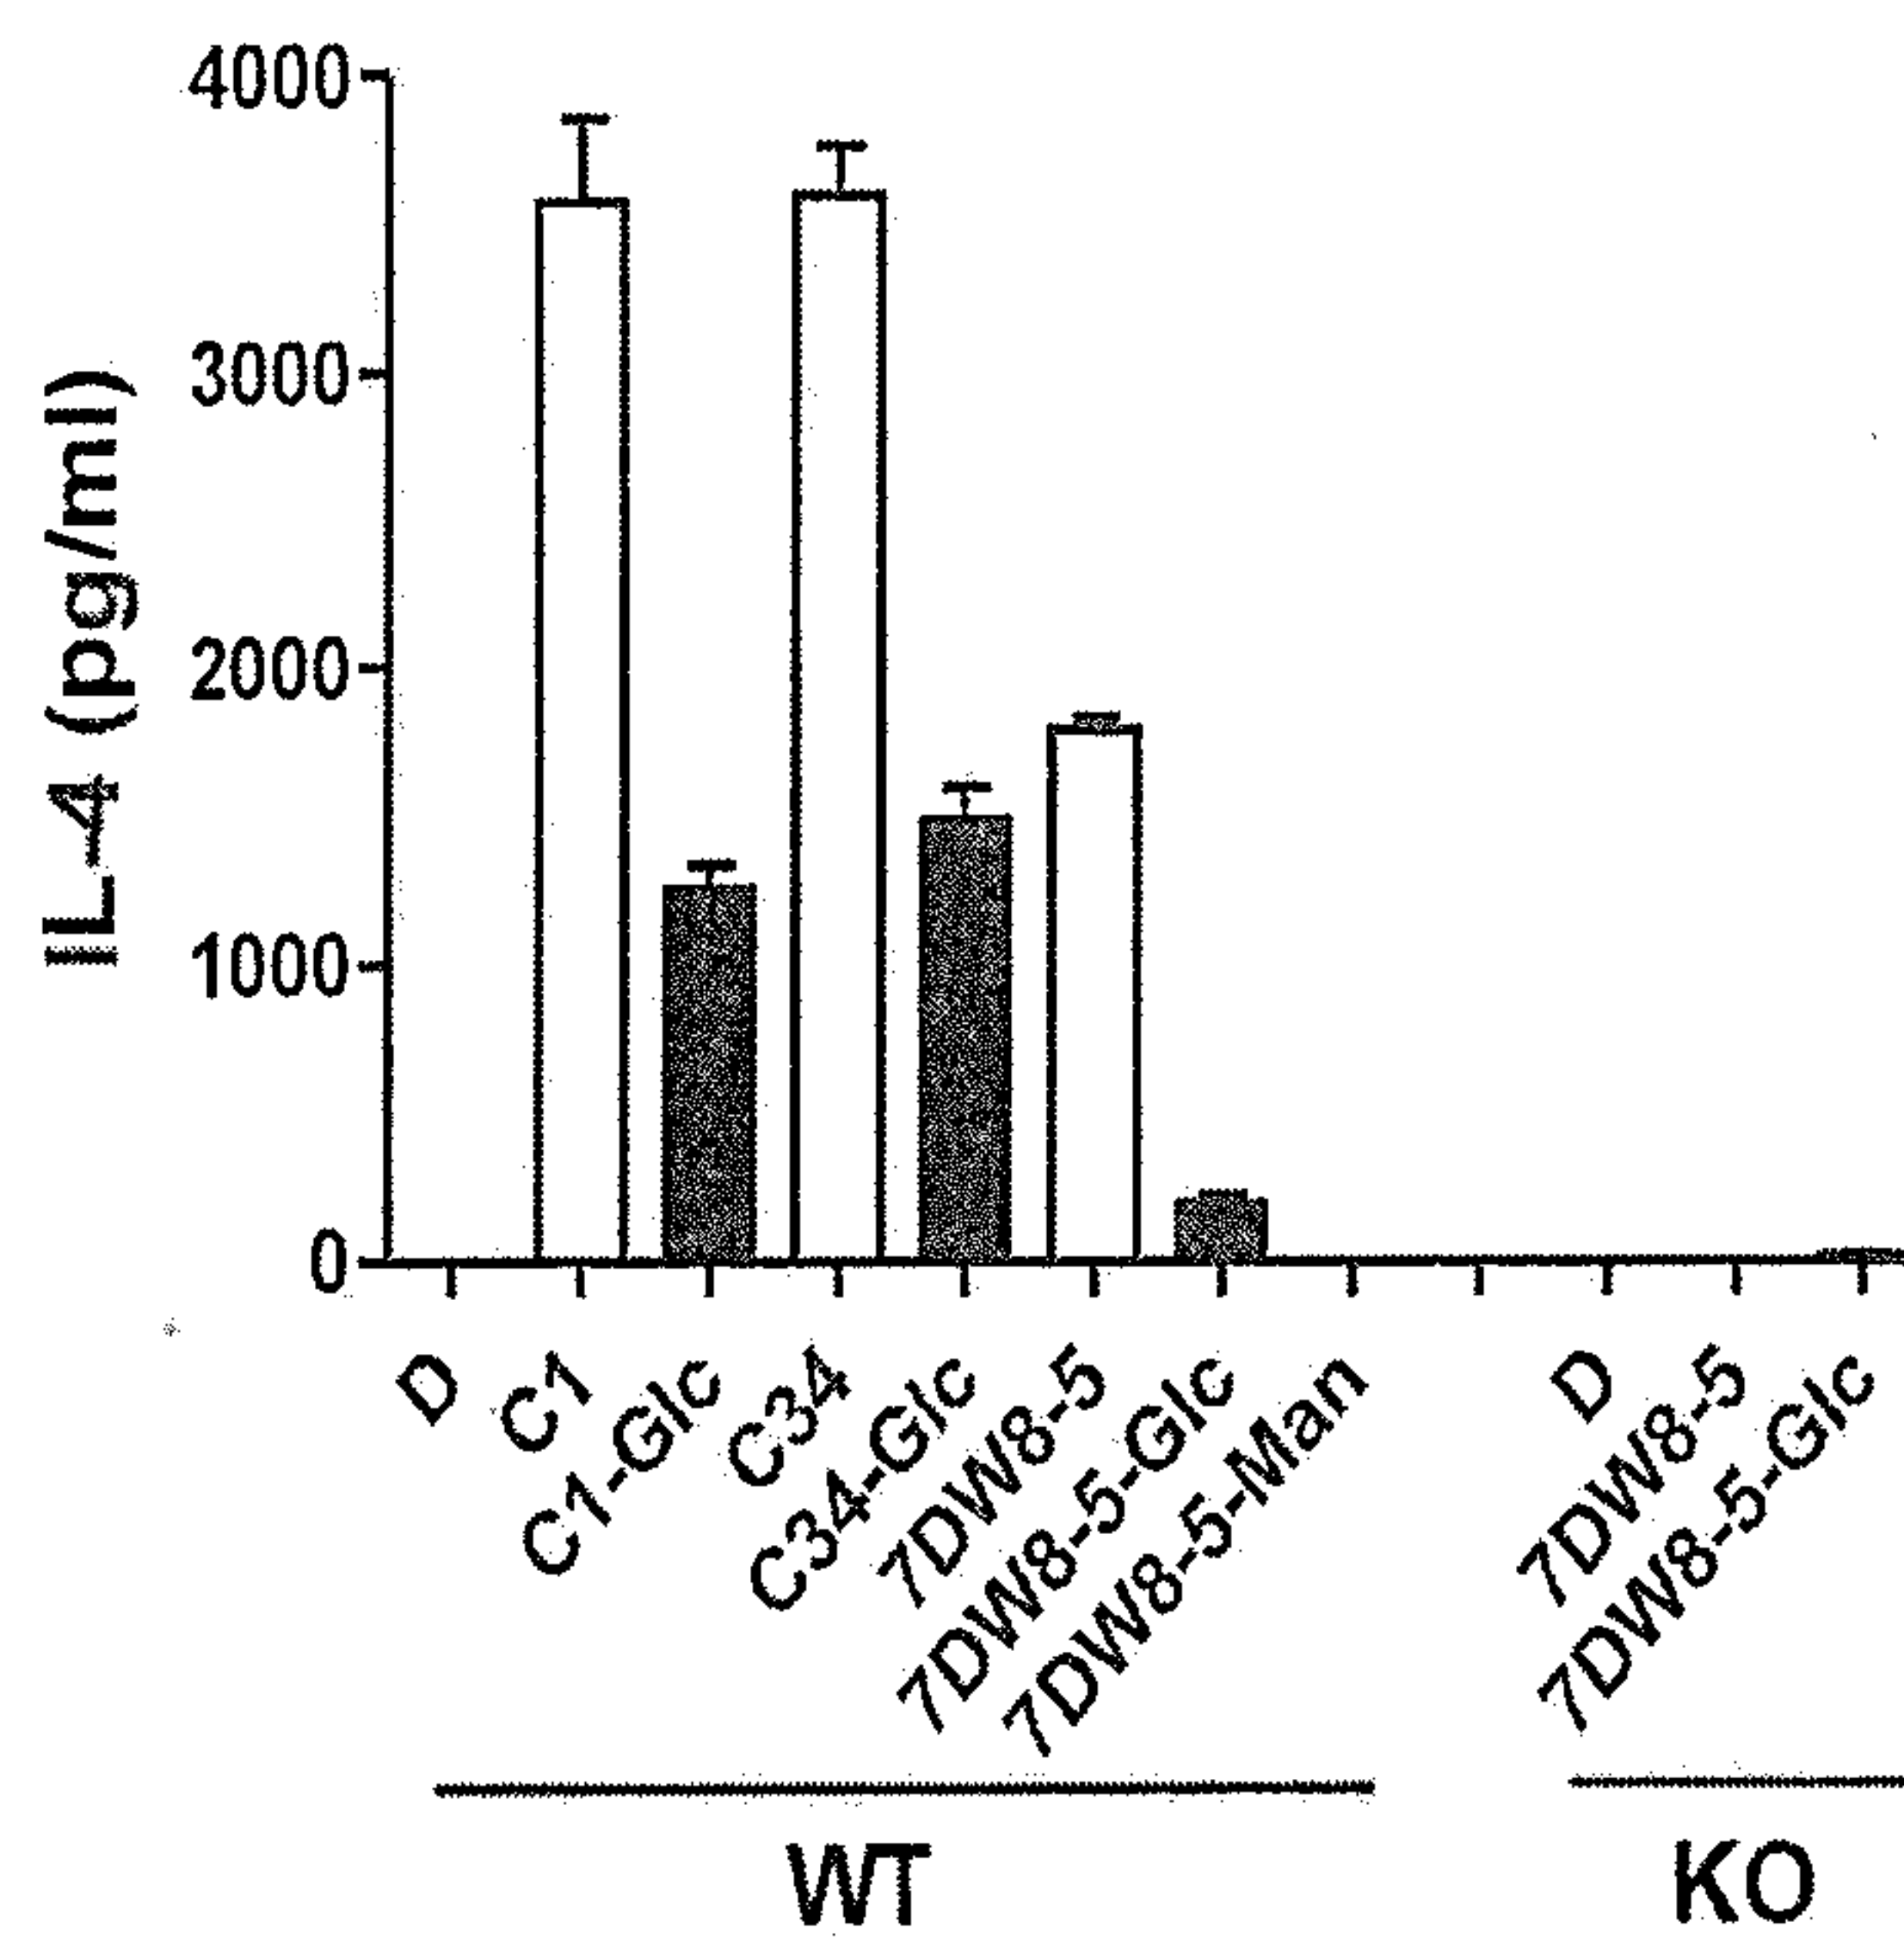 IL-4 (pg/ml)
4000
3000
2000
1000
0
D
C1
C1-Glc
C34
C34-Glc
7DW8-5
7DW8-5-Glc
7DW8-5-Man
D
7DW8-5
7DW8-5-Glc
WT
KO